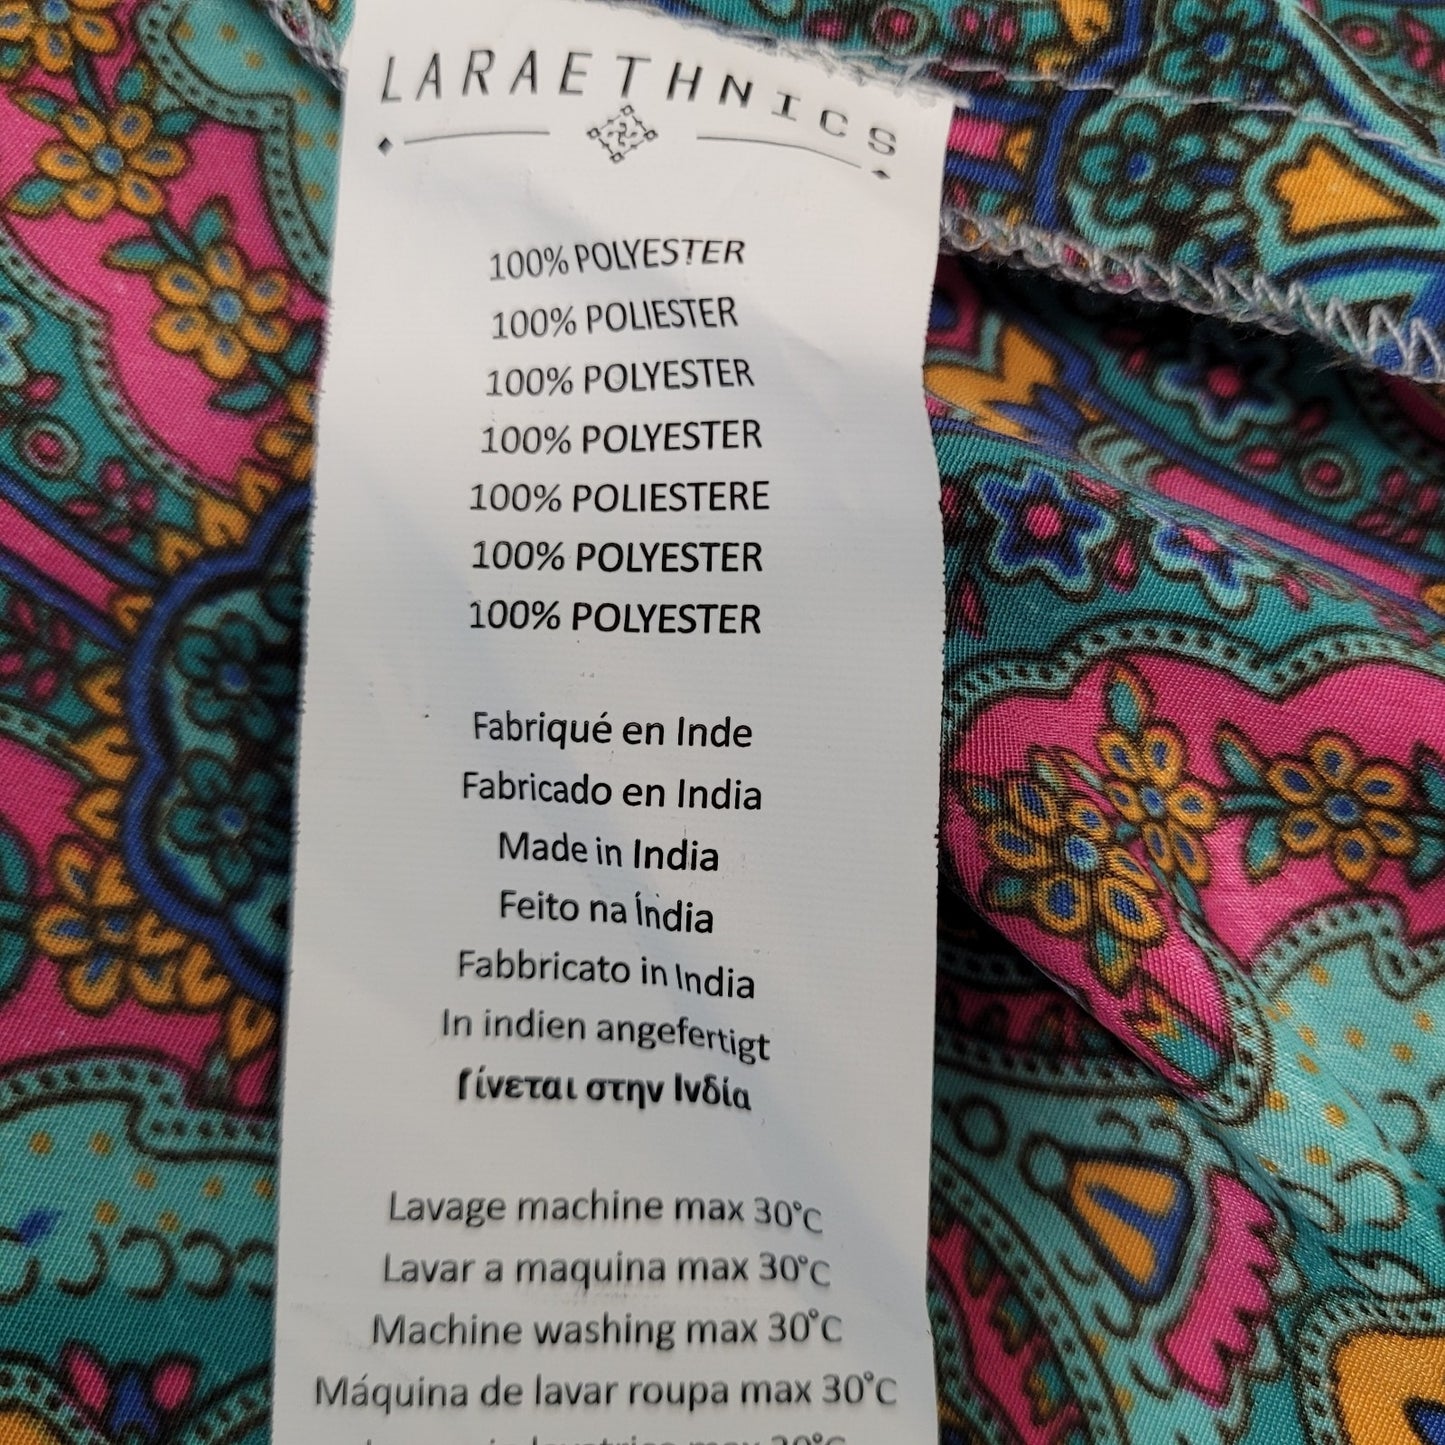 LARAETHNICS
100% POLYESTER
100% POLIESTER
100% POLYESTER
100% POLYESTER
100% POLIESTERE
100% POLYESTER
100% POLYESTER
Fabriqué en Inde
Fabricado en India
Made in India
Feito na Índia
Fabbricato in India
In indien angefertigt
Γίνεται στην Ινδία
Lavage machine max 30°C
Lavar a maquina max 30°C
Machine washing max 30°C
Máquina de lavar roupa max 30°C
max 30°C